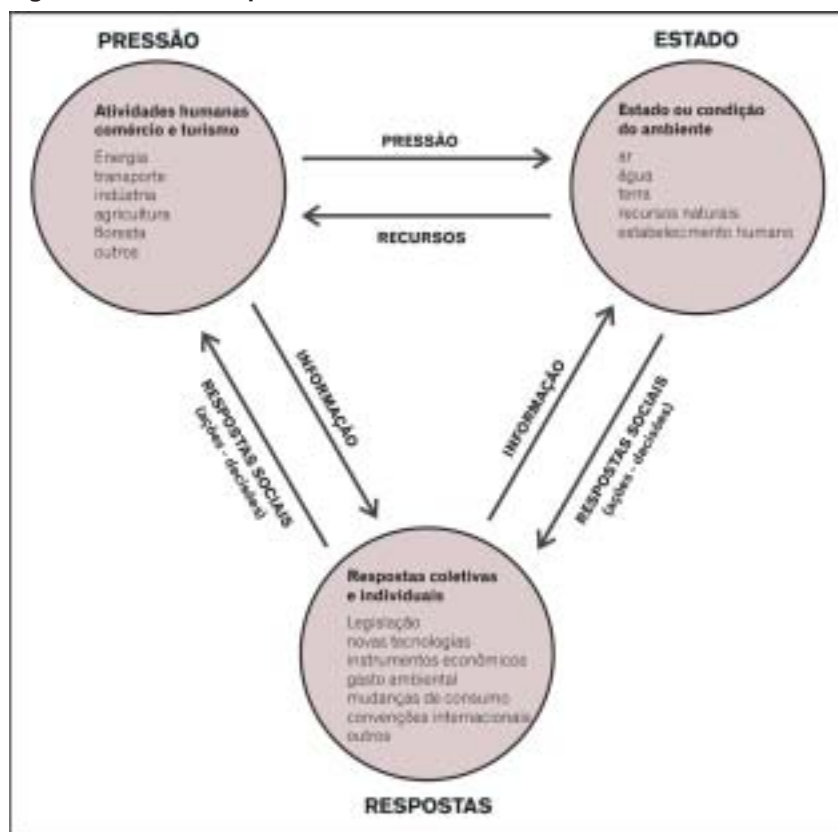 PRESSÃO
ESTADO
Atividades humanas
comércio e turismo
Energia
transporte
indústria
agricultura
floresta
outros
PRESSÃO
RECURSOS
Estado ou condição
do ambiente
ar
água
terra
recursos naturais
estabelecimento humano
INFORMAÇÃO
RESPOSTAS SOCIAIS
(ações - decisões)
INFORMAÇÃO
RESPOSTAS SOCIAIS
(ações - decisões)
Respostas coletivas
e individuais
Legislação
novas tecnologias
instrumentos econômicos
gasto ambiental
mudanças de consumo
convenções internacionais
outros
RESPOSTAS